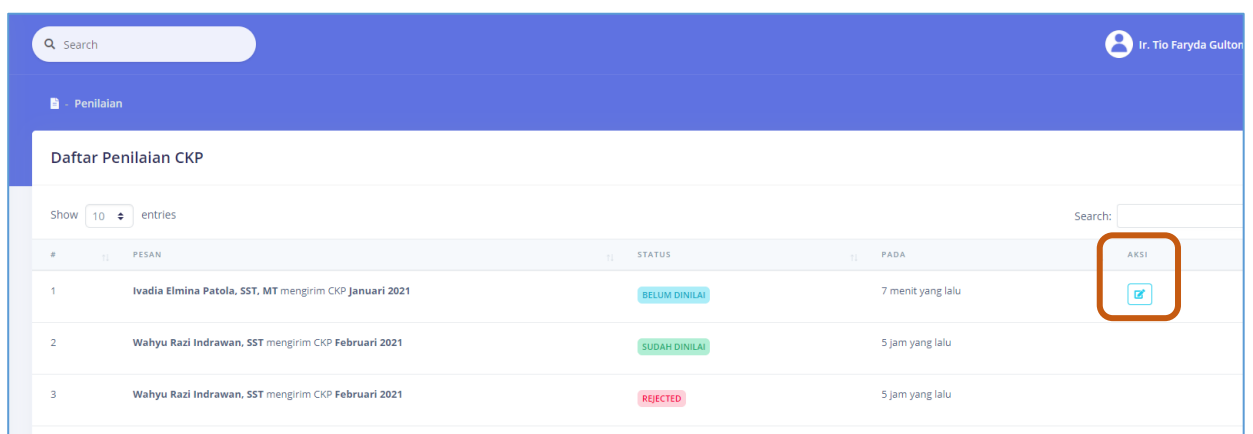 Search
Ir. Tio Faryda Gulton
- Penilaian
Daftar Penilaian CKP
Show 10 entries
Search:
# PESAN STATUS PADA AKSI
1 Ivadia Elmina Patola, SST, MT mengirim CKP Januari 2021 BELUM DINILAI 7 menit yang lalu
2 Wahyu Razi Indrawan, SST mengirim CKP Februari 2021 SUDAH DINILAI 5 jam yang lalu
3 Wahyu Razi Indrawan, SST mengirim CKP Februari 2021 REJECTED 5 jam yang lalu